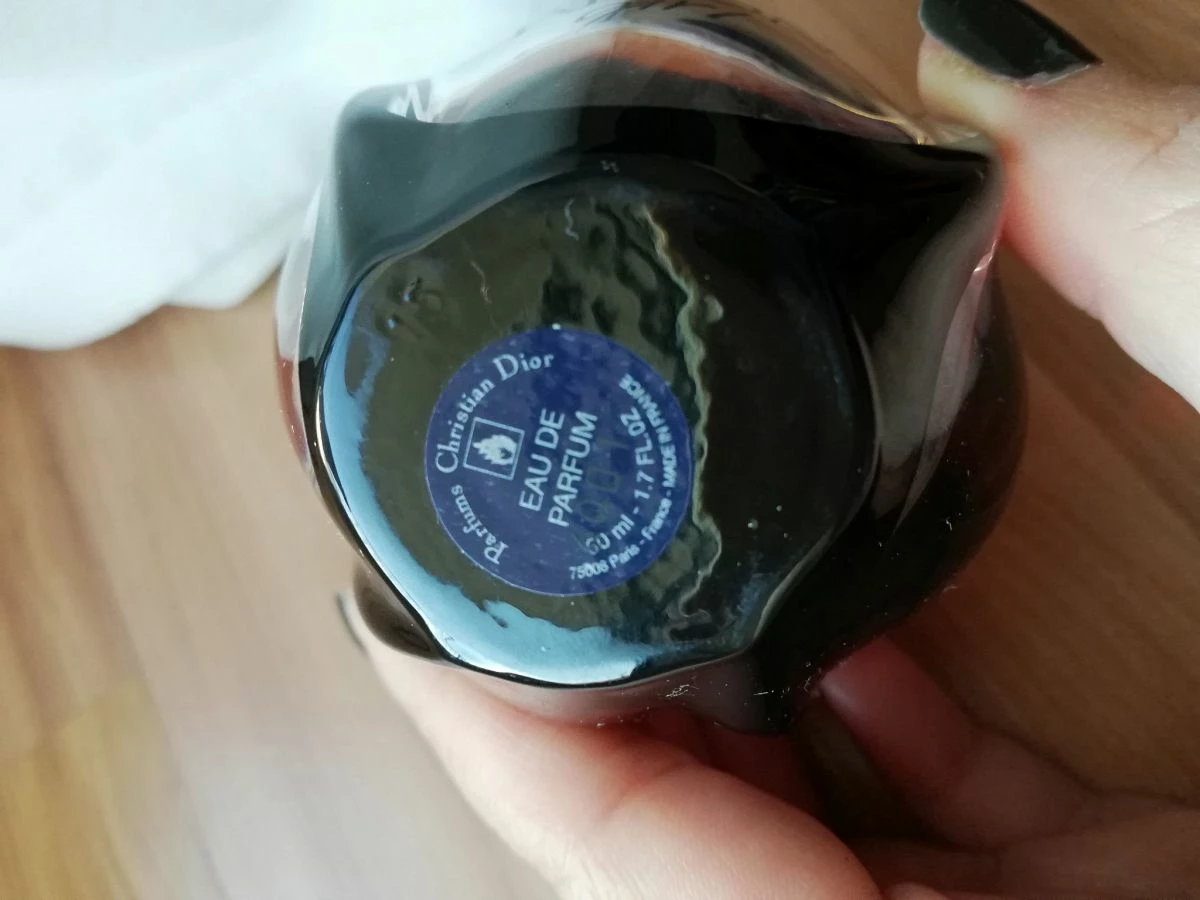 Parfums Christian Dior
EAU DE
PARFUM
50 ml - 1.7 FL.OZ
75008 Paris - France - MADE IN FRANCE